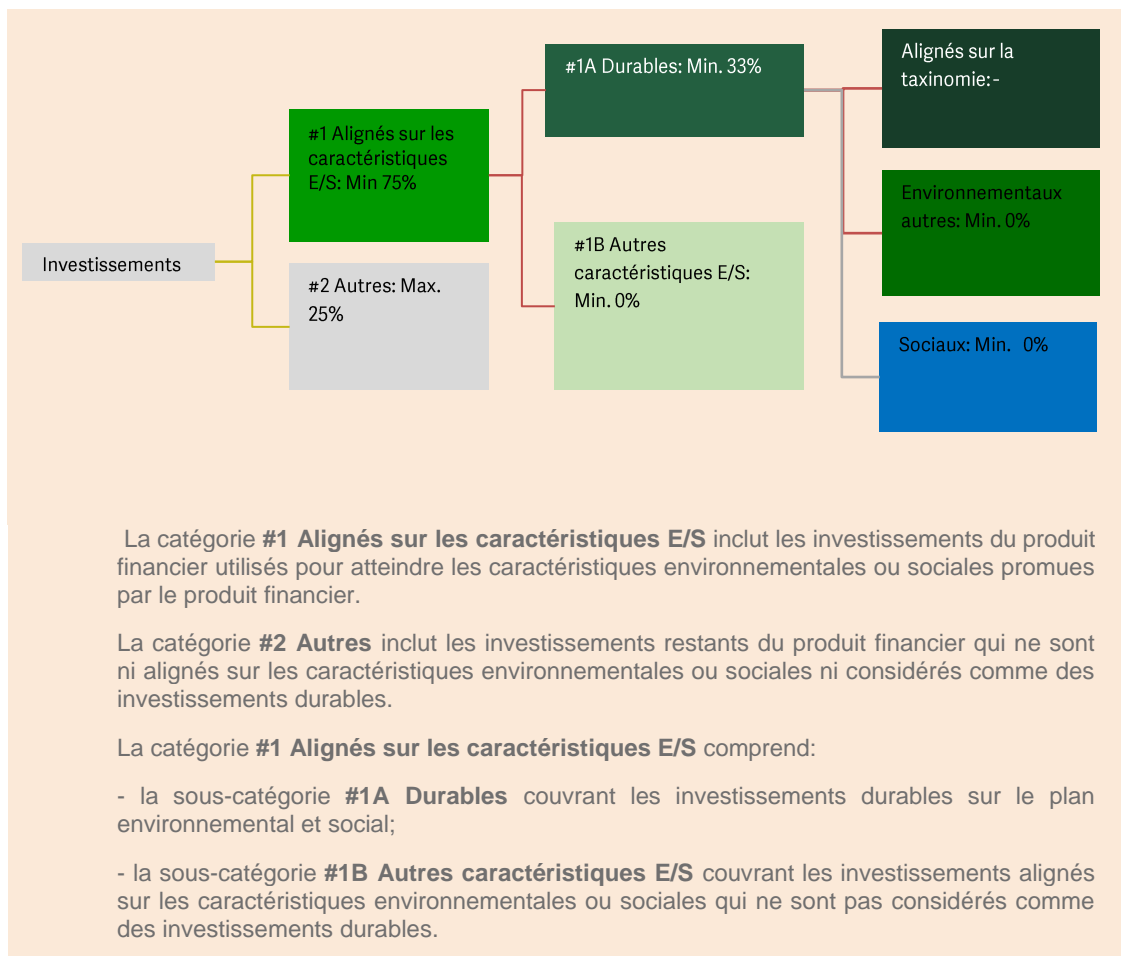 Investissements
#1 Alignés sur les
caractéristiques
E/S: Min 75%
#2 Autres: Max.
25%
#1A Durables: Min. 33%
#1B Autres
caractéristiques E/S:
Min. 0%
Alignés sur la
taxinomie:-
Environnementaux
autres: Min. 0%
Sociaux: Min. 0%
La catégorie #1 Alignés sur les caractéristiques E/S inclut les investissements du produit
financier utilisés pour atteindre les caractéristiques environnementales ou sociales promues
par le produit financier.
La catégorie #2 Autres inclut les investissements restants du produit financier qui ne sont
ni alignés sur les caractéristiques environnementales ou sociales ni considérés comme des
investissements durables.
La catégorie #1 Alignés sur les caractéristiques E/S comprend:
- la sous-catégorie #1A Durables couvrant les investissements durables sur le plan
environnemental et social;
- la sous-catégorie #1B Autres caractéristiques E/S couvrant les investissements alignés
sur les caractéristiques environnementales ou sociales qui ne sont pas considérés comme
des investissements durables.